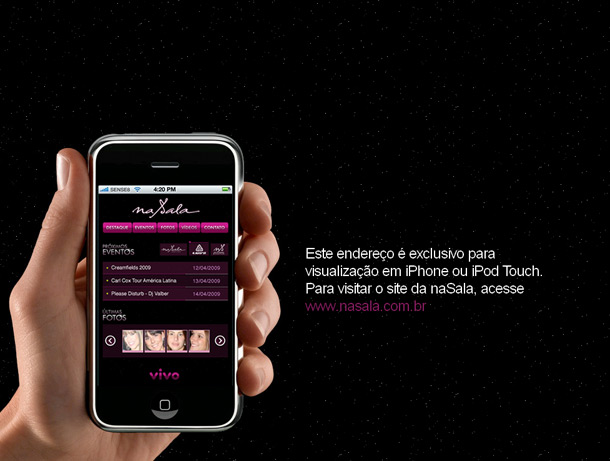 SENSEB
4:20 PM
naSala
DESTAQUE EVENTOS FOTOS VÍDEOS CONTATO
PRÓXIMOS
EVENTOS
naSala
Creamfields 2009 12/04/2009
Carl Cox Tour América Latina 13/04/2009
Please Disturb - Dj Vaiber 14/04/2009
ÚLTIMAS
FOTOS
vivo
Este endereço é exclusivo para
visualização em iPhone ou iPod Touch.
Para visitar o site da naSala, acesse
www.nasala.com.br